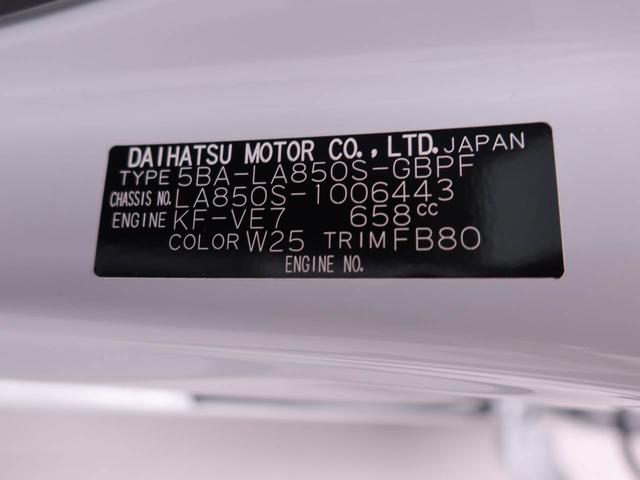 DAIHATSU MOTOR CO., LTD. JAPAN
TYPE 5BA-LA850S-GBPF
CHASSIS NO. LA850S-1006443
ENGINE KF-VE7 658cc
COLOR W25 TRIM FB80
ENGINE NO.